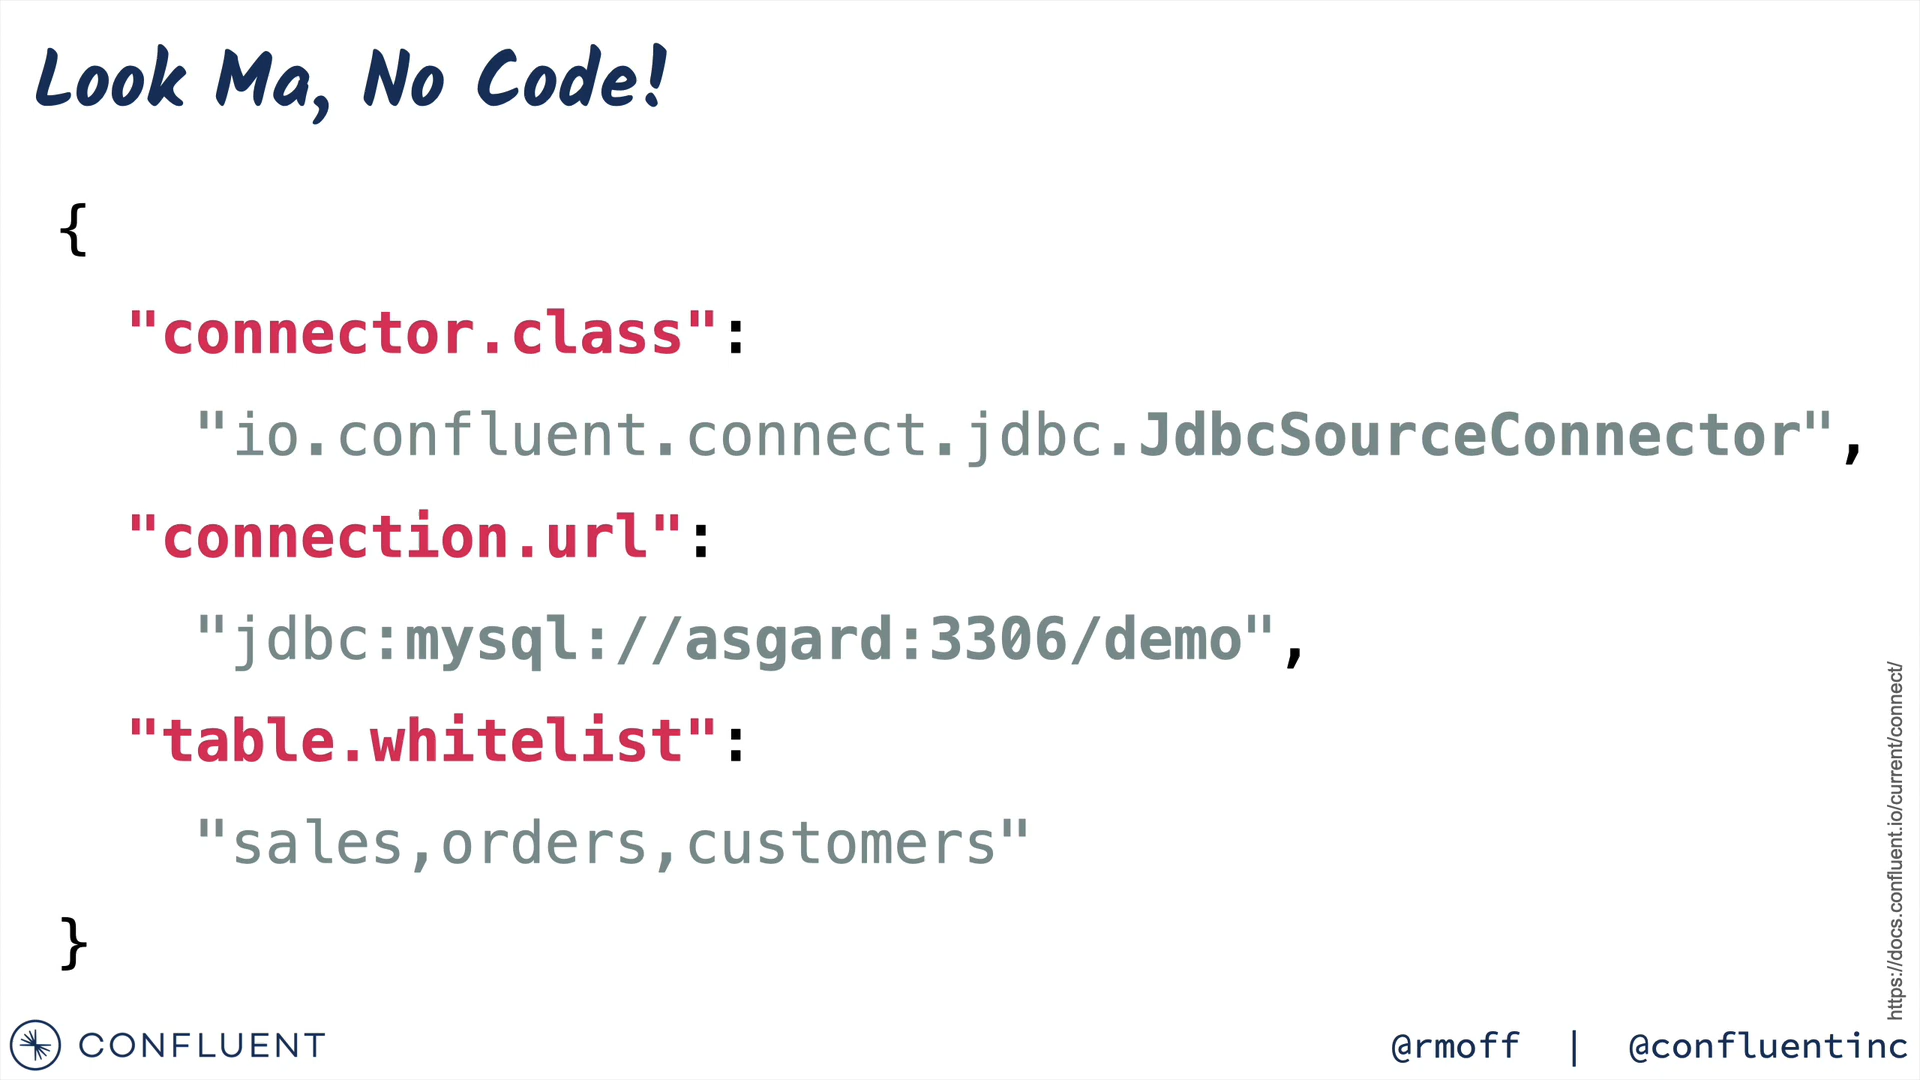 Look Ma, No Code!
{
"connector.class":
"io.confluent.connect.jdbc.JdbcSourceConnector",
"connection.url":
"jdbc:mysql://asgard:3306/demo",
"table.whitelist":
"sales,orders,customers"
}
https://docs.confluent.io/current/connect/
CONFLUENT
@rmoff | @confluentinc